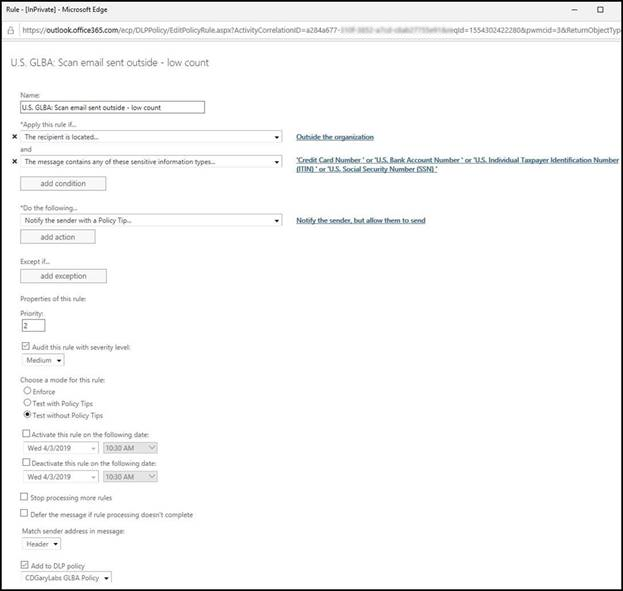 Rule - [InPrivate] - Microsoft Edge
https://outlook.office365.com/ecp/DLPPolicy/EditPolicyRule.aspx?ActivityCorrelationID=a284a677- qId=1554302422280&pwmcid=3&ReturnObjectType
U.S. GLBA: Scan email sent outside - low count
Name:
U.S. GLBA: Scan email sent outside - low count
*Apply this rule if...
The recipient is located...
Outside the organization
and
The message contains any of these sensitive information types...
'Credit Card Number ' or 'U.S. Bank Account Number ' or 'U.S. Individual Taxpayer Identification Number
(ITIN) ' or 'U.S. Social Security Number (SSN) '
add condition
*Do the following...
Notify the sender with a Policy Tip...
Notify the sender, but allow them to send
add action
Except if...
add exception
Properties of this rule:
Priority:
2
Audit this rule with severity level:
Medium
Choose a mode for this rule:
Enforce
Test with Policy Tips
Test without Policy Tips
Activate this rule on the following date:
Wed 4/3/2019 10:30 AM
Deactivate this rule on the following date:
Wed 4/3/2019 10:30 AM
Stop processing more rules
Defer the message if rule processing doesn't complete
Match sender address in message:
Header
Add to DLP policy
CDGaryLabs GLBA Policy